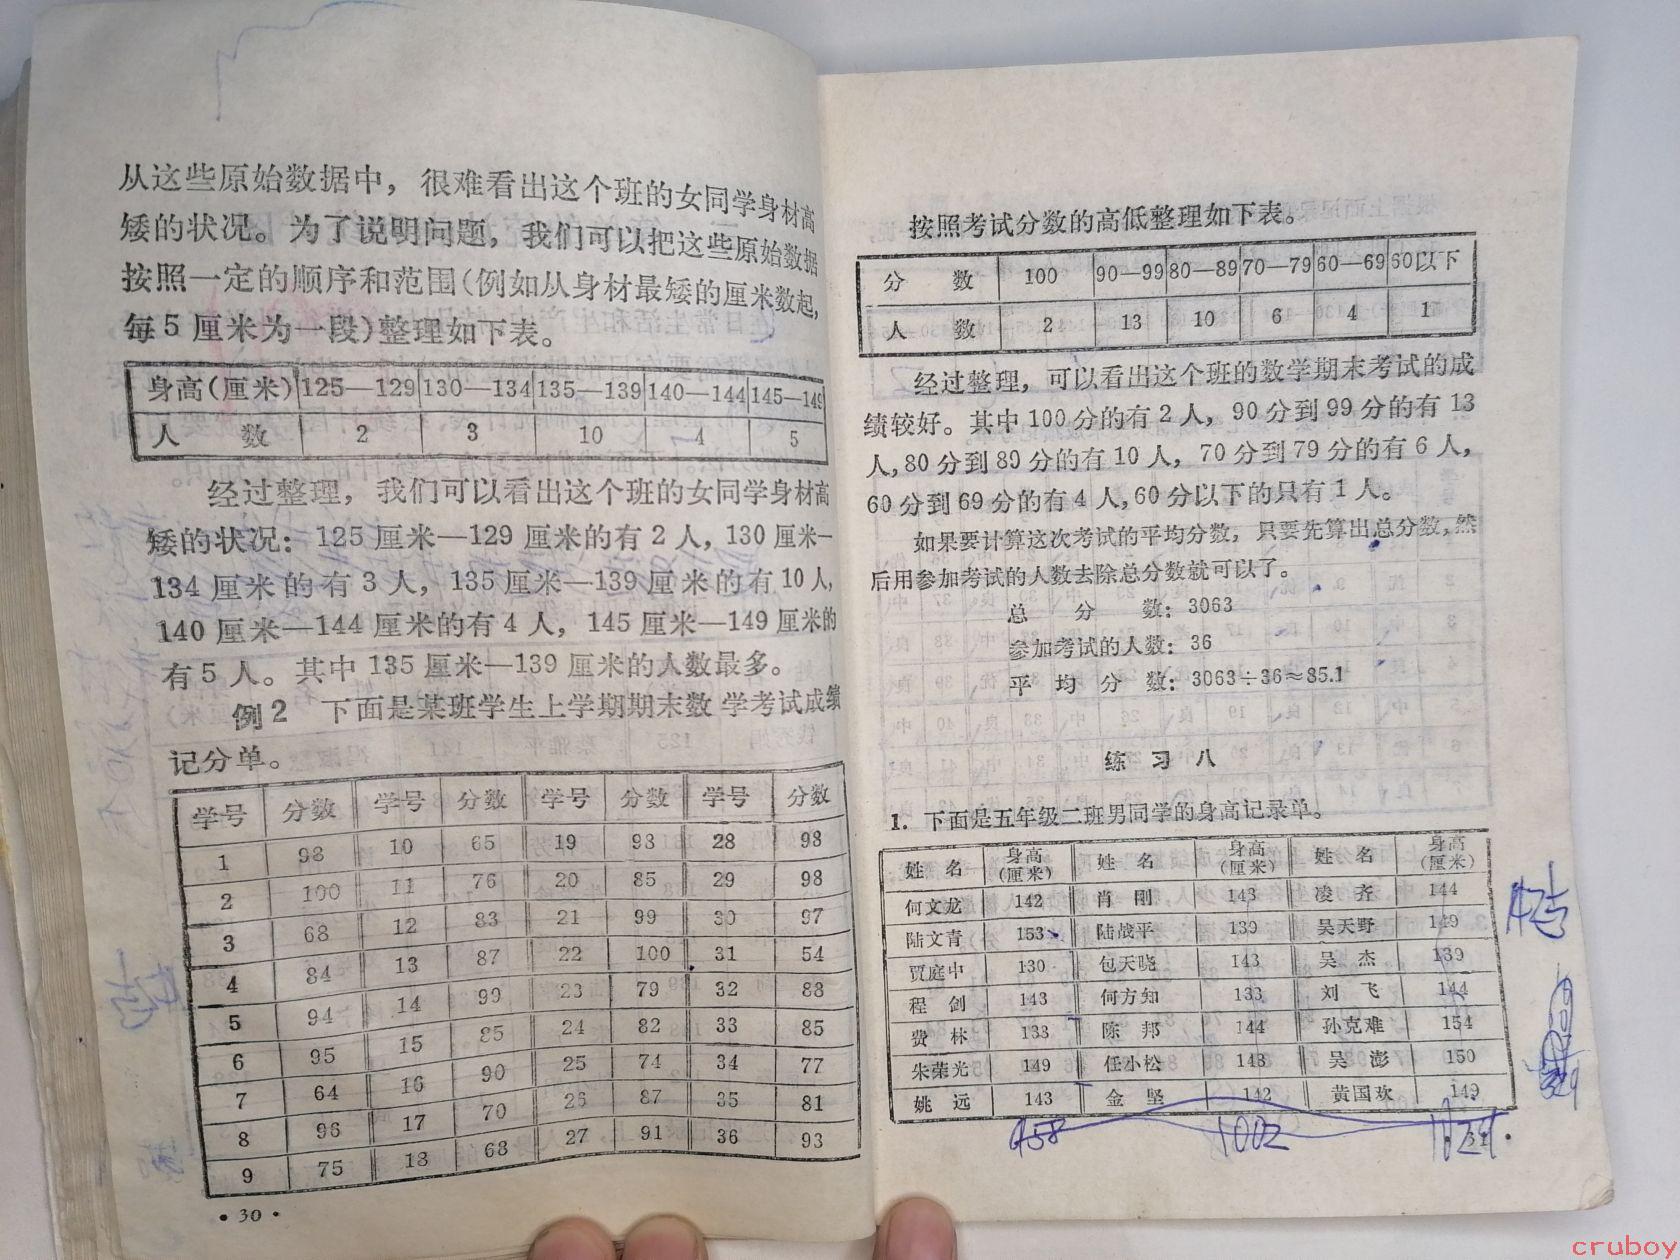 从这些原始数据中，很难看出这个班的女同学身材高
矮的状况。为了说明问题，我们可以把这些原始数据
按照一定的顺序和范围（例如从身材最矮的厘米数起，
每5厘米为一段）整理如下表。
身高（厘米） 125—129 130—134 135—139 140—144 145—149
人 数 2 3 10 4 5
经过整理，我们可以看出这个班的女同学身材高
矮的状况：125厘米—129厘米的有2人，130厘米—
134厘米的有3人，135厘米—139厘米的有10人，
140厘米—144厘米的有4人，145厘米—149厘米的
有5人。其中135厘米—139厘米的人数最多。
例2 下面是某班学生上学期期末数学考试成绩
记分单。
学号 分数 学号 分数 学号 分数 学号 分数
1 98 10 65 19 93 28 98
2 100 11 76 20 85 29 98
3 68 12 83 21 99 30 97
4 84 13 87 22 100 31 54
5 94 14 99 23 79 32 88
6 95 15 85 24 82 33 85
7 64 16 90 25 74 34 77
8 96 17 70 26 87 35 81
9 75 18 68 27 91 36 93
• 30 •
按照考试分数的高低整理如下表。
分 数 100 90—99 80—89 70—79 60—69 60以下
人 数 2 13 10 6 4 1
经过整理，可以看出这个班的数学期末考试的成
绩较好。其中100分的有2人，90分到99分的有13
人，80分到89分的有10人，70分到79分的有6人，
60分到69分的有4人，60分以下的只有1人。
如果要计算这次考试的平均分数，只要先算出总分数，然
后用参加考试的人数去除总分数就可以了。
总 分 数：3063
参加考试的人数：36
平 均 分 数：3063÷36≈85.1
练 习 八
1. 下面是五年级二班男同学的身高记录单。
姓 名 身高（厘米） 姓 名 身高（厘米） 姓 名 身高（厘米）
何文龙 142 肖 刚 143 凌 齐 144
陆文青 153 陆战平 139 吴天野 149
贾庭中 130 包天晓 143 吴 杰 139
程 剑 143 何方知 133 刘 飞 144
费 林 133 陈 邦 144 孙克难 154
朱荣光 149 任小松 148 吴 澎 150
姚 远 143 金 坚 142 黄国欢 149
958 1002 1029
• 31 •
cruboy